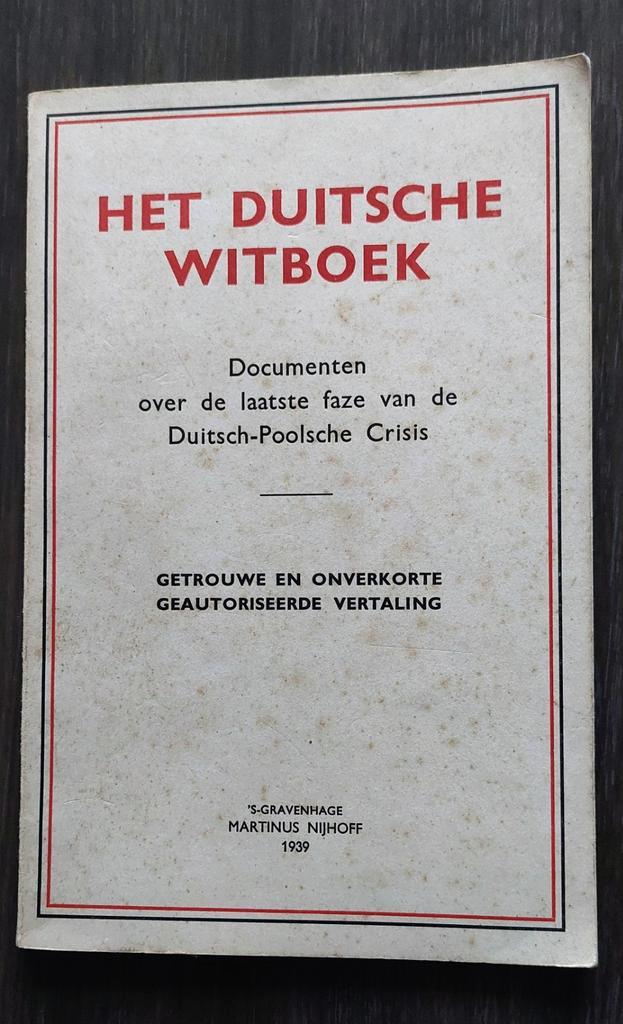 HET DUITSCHE
WITBOEK
Documenten
over de laatste faze van de
Duitsch-Poolsche Crisis
GETROUWE EN ONVERKORTE
GEAUTORISEERDE VERTALING
'S-GRAVENHAGE
MARTINUS NIJHOFF
1939